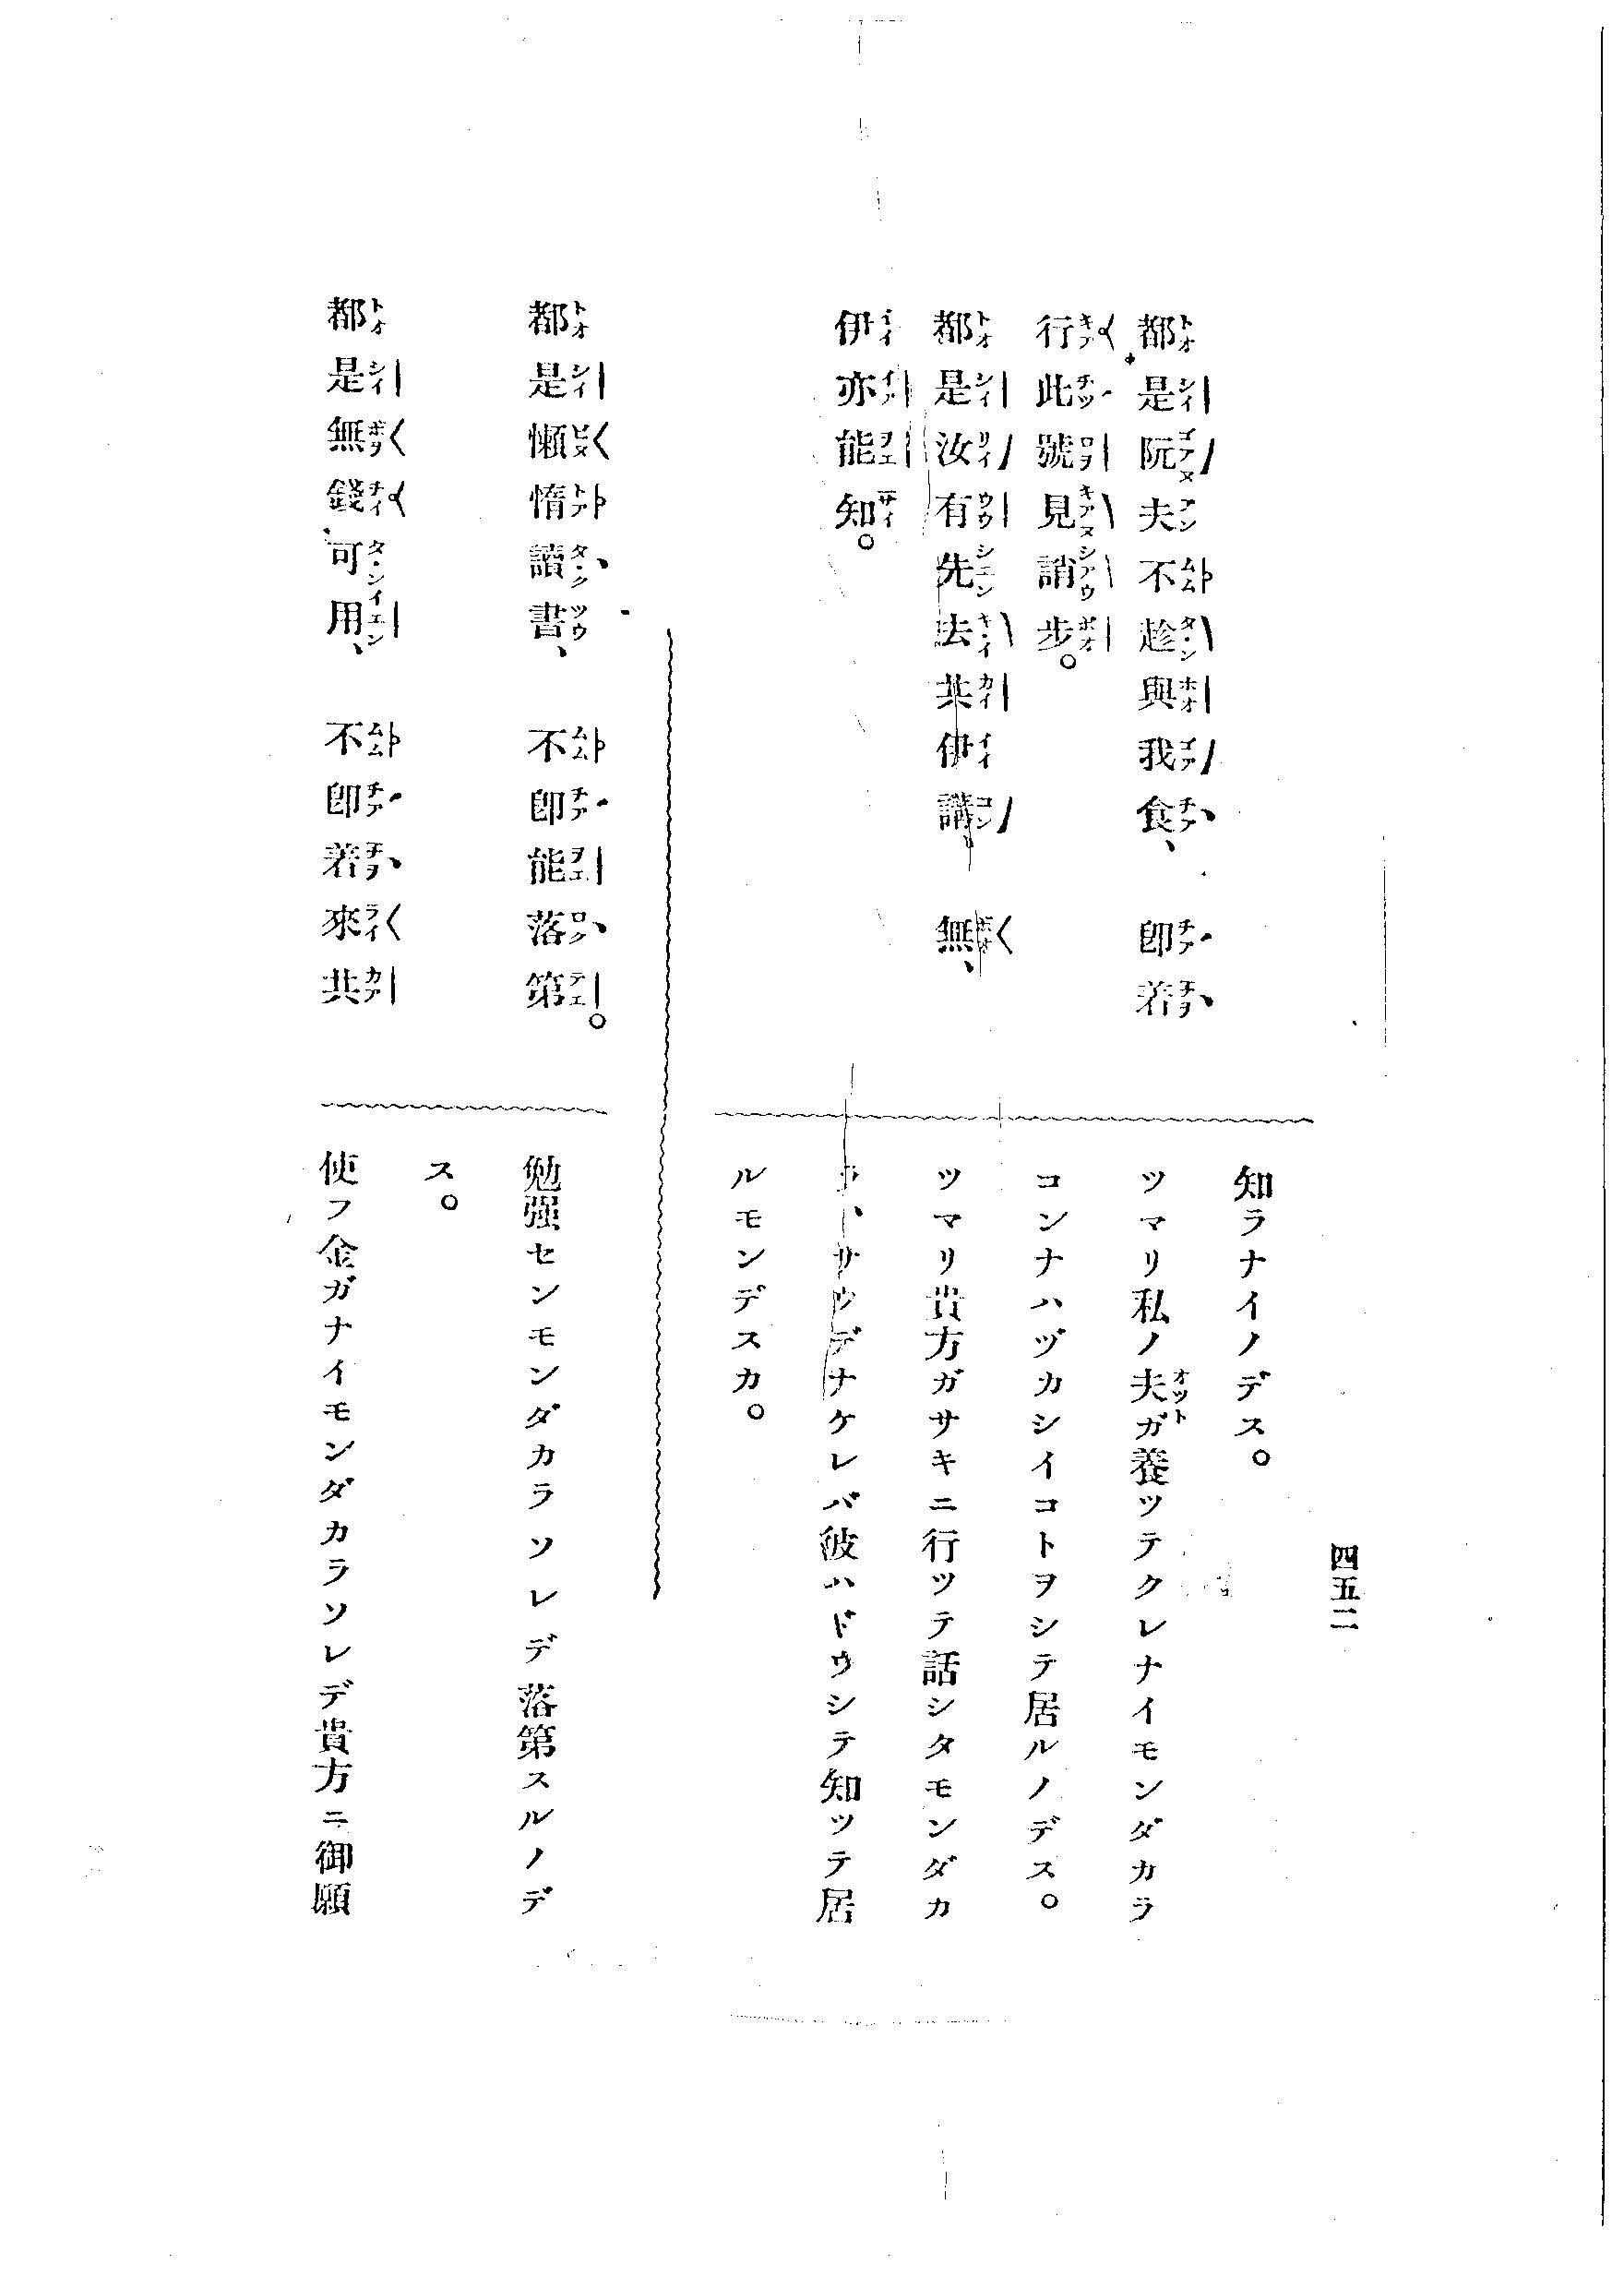 四五二
知ラナイノデス。
都是阮夫不趁與我食、即着
行此號見誚步。
ツマリ私ノ夫ガ養ツテクレナイモンダカラ
コンナハヅカシイコトヲシテ居ルノデス。
都是汝有先去共伊講、無、
伊亦能知。
ツマリ貴方ガサキニ行ツテ話シタモンダカ
ラ、サウデナケレバ彼ハドウシテ知ツテ居
ルモンデスカ。
都是懶惰讀書、不即能落第。
勉强センモンダカラソレデ落第スルノデ
ス。
都是無錢可用、不即着來共
使フ金ガナイモンダカラソレデ貴方ニ御願